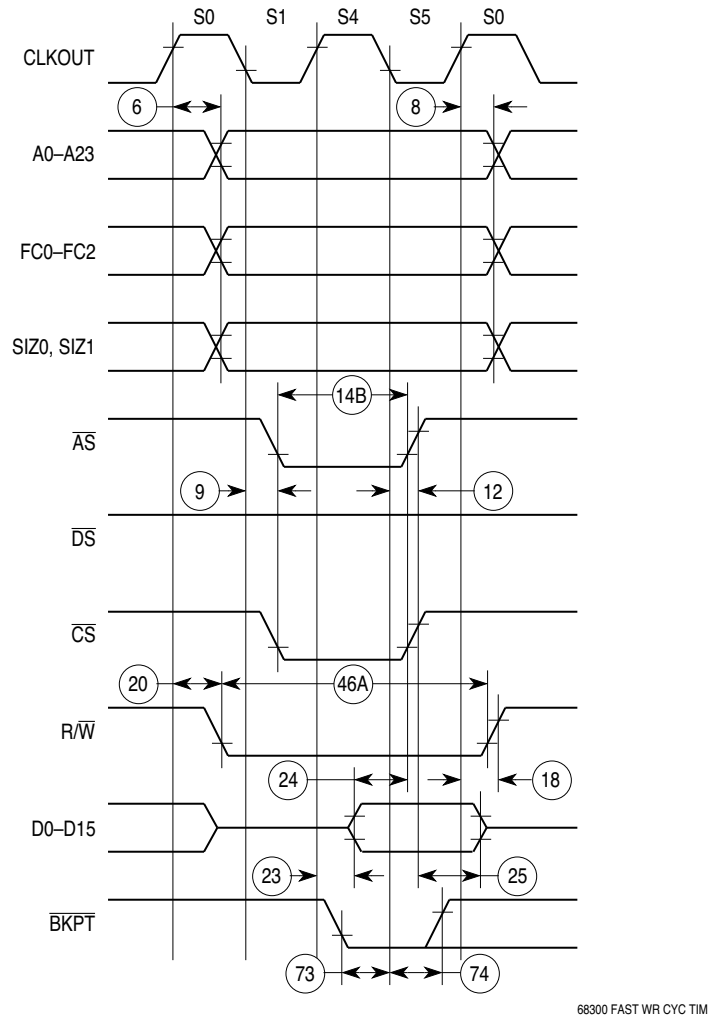 S0 S1 S4 S5 S0
CLKOUT
6 8
A0–A23
FC0–FC2
SIZ0, SIZ1
14B
AS
9 12
DS
CS
20 46A
R/W
24 18
D0–D15
23 25
BKPT
73 74
68300 FAST WR CYC TIM